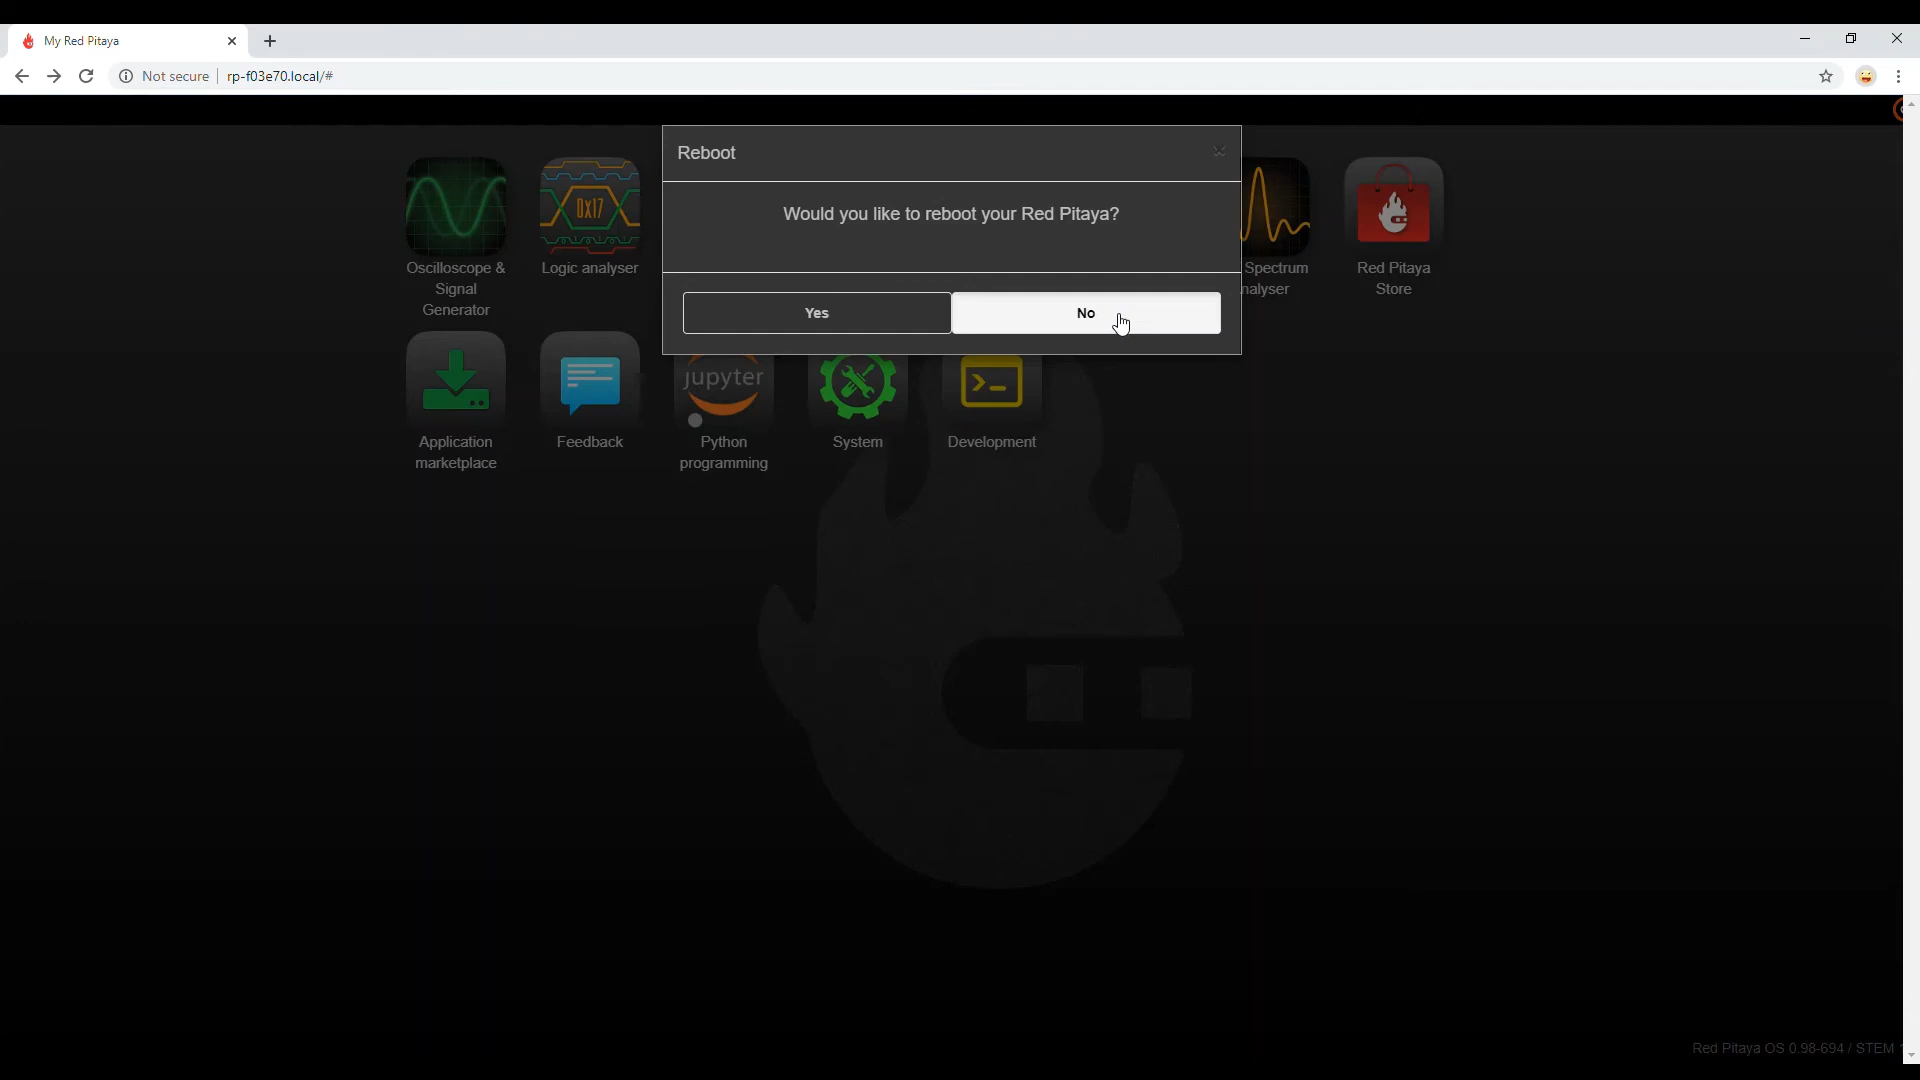 My Red Pitaya
Not secure
rp-f03e70.local/#
Reboot
Would you like to reboot your Red Pitaya?
Yes
No
0X17
Oscilloscope &
Signal
Generator
Logic analyser
Spectrum
nalyser
Red Pitaya
Store
Application
marketplace
Feedback
jupyter
Python
programming
System
Development
Red Pitaya OS 0.98-694 / STEM